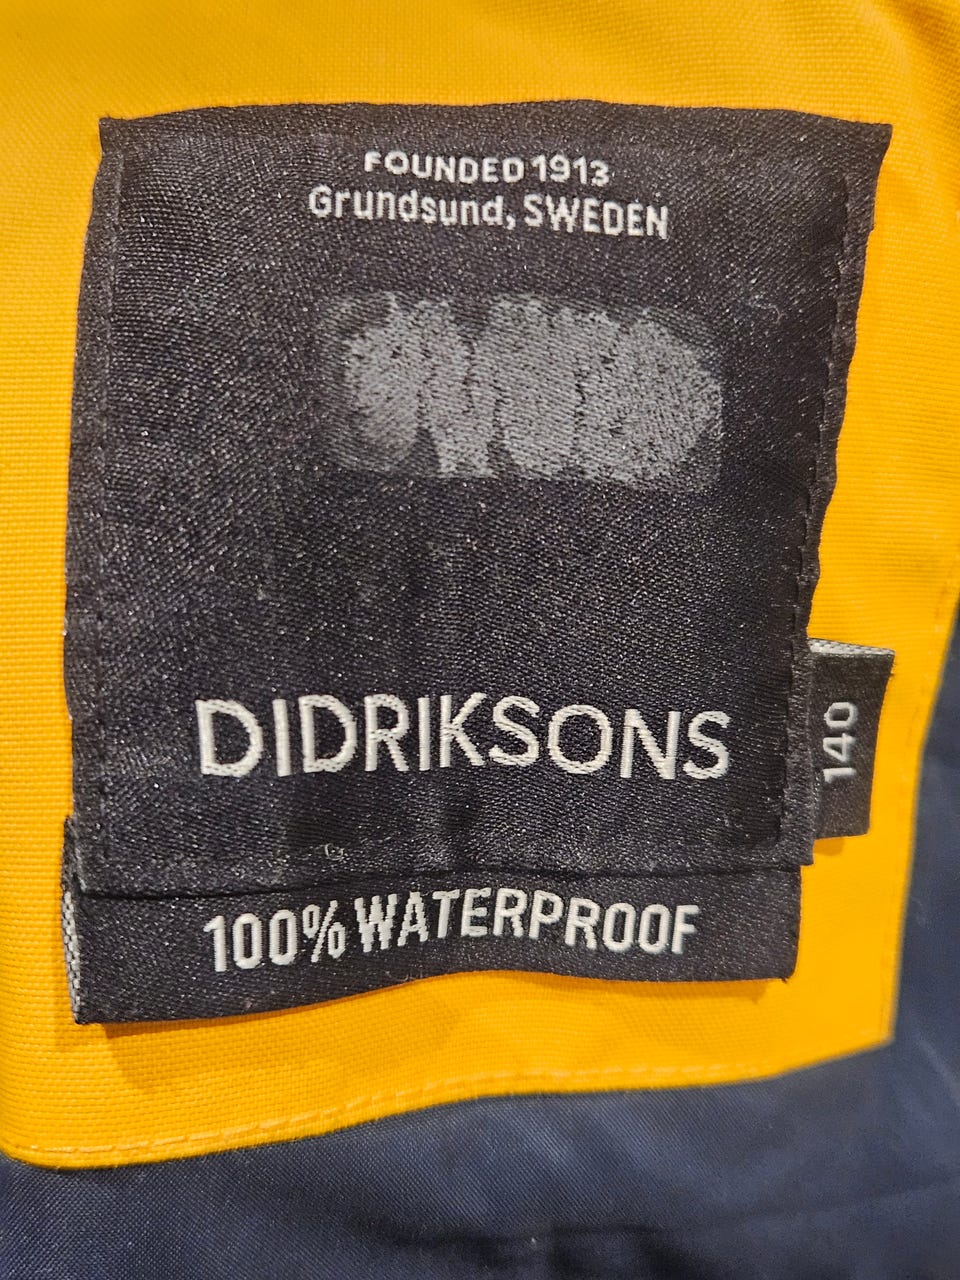 FOUNDED 1913
Grundsund, SWEDEN
DIDRIKSONS
140
100% WATERPROOF